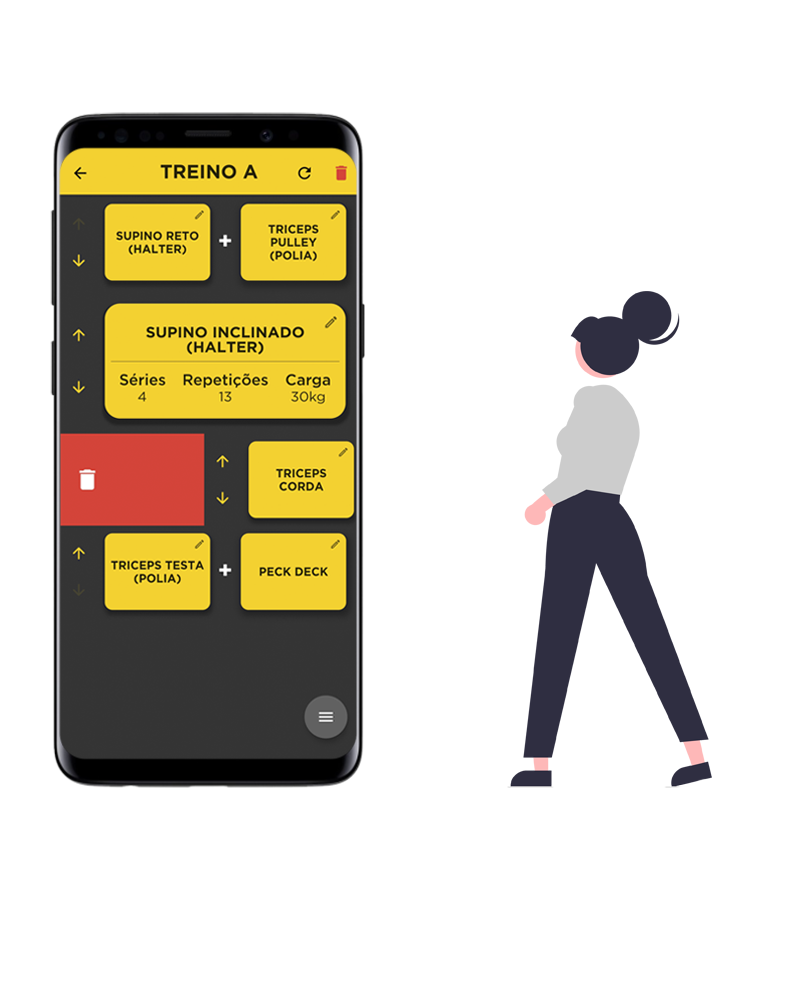 TREINO A
SUPINO RETO
(HALTER)
+
TRICEPS
PULLEY
(POLIA)
SUPINO INCLINADO
(HALTER)
Séries Repetições Carga
4 13 30kg
TRICEPS
CORDA
TRICEPS TESTA
(POLIA)
+
PECK DECK